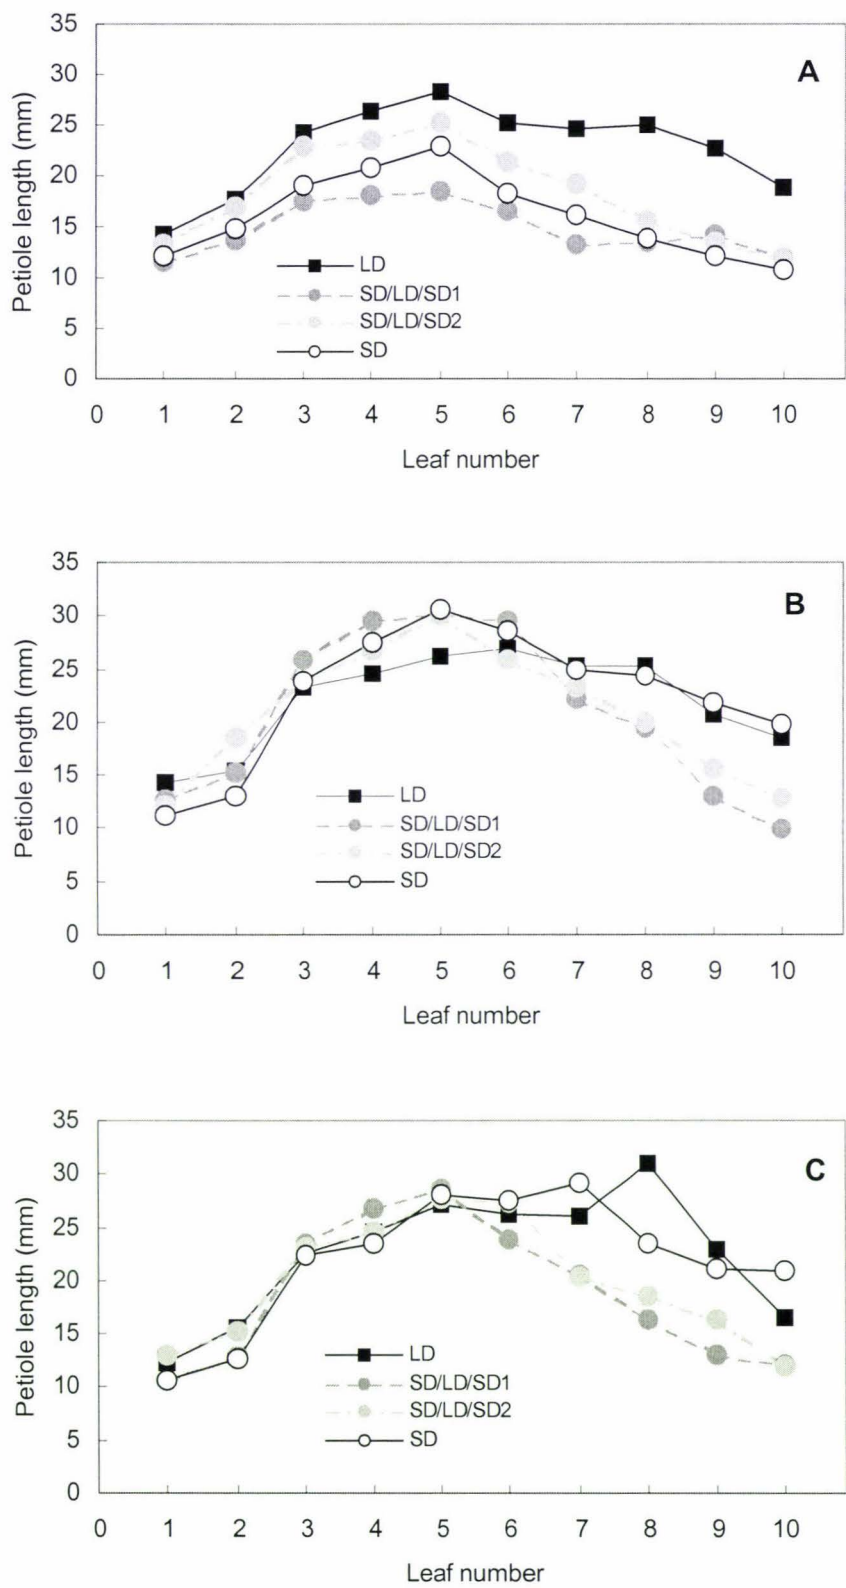 35
30
25
20
15
10
5
0
Petiole length (mm)
A
LD
SD/LD/SD1
SD/LD/SD2
SD
0 1 2 3 4 5 6 7 8 9 10
Leaf number
35
30
25
20
15
10
5
0
Petiole length (mm)
B
LD
SD/LD/SD1
SD/LD/SD2
SD
0 1 2 3 4 5 6 7 8 9 10
Leaf number
35
30
25
20
15
10
5
0
Petiole length (mm)
C
LD
SD/LD/SD1
SD/LD/SD2
SD
0 1 2 3 4 5 6 7 8 9 10
Leaf number